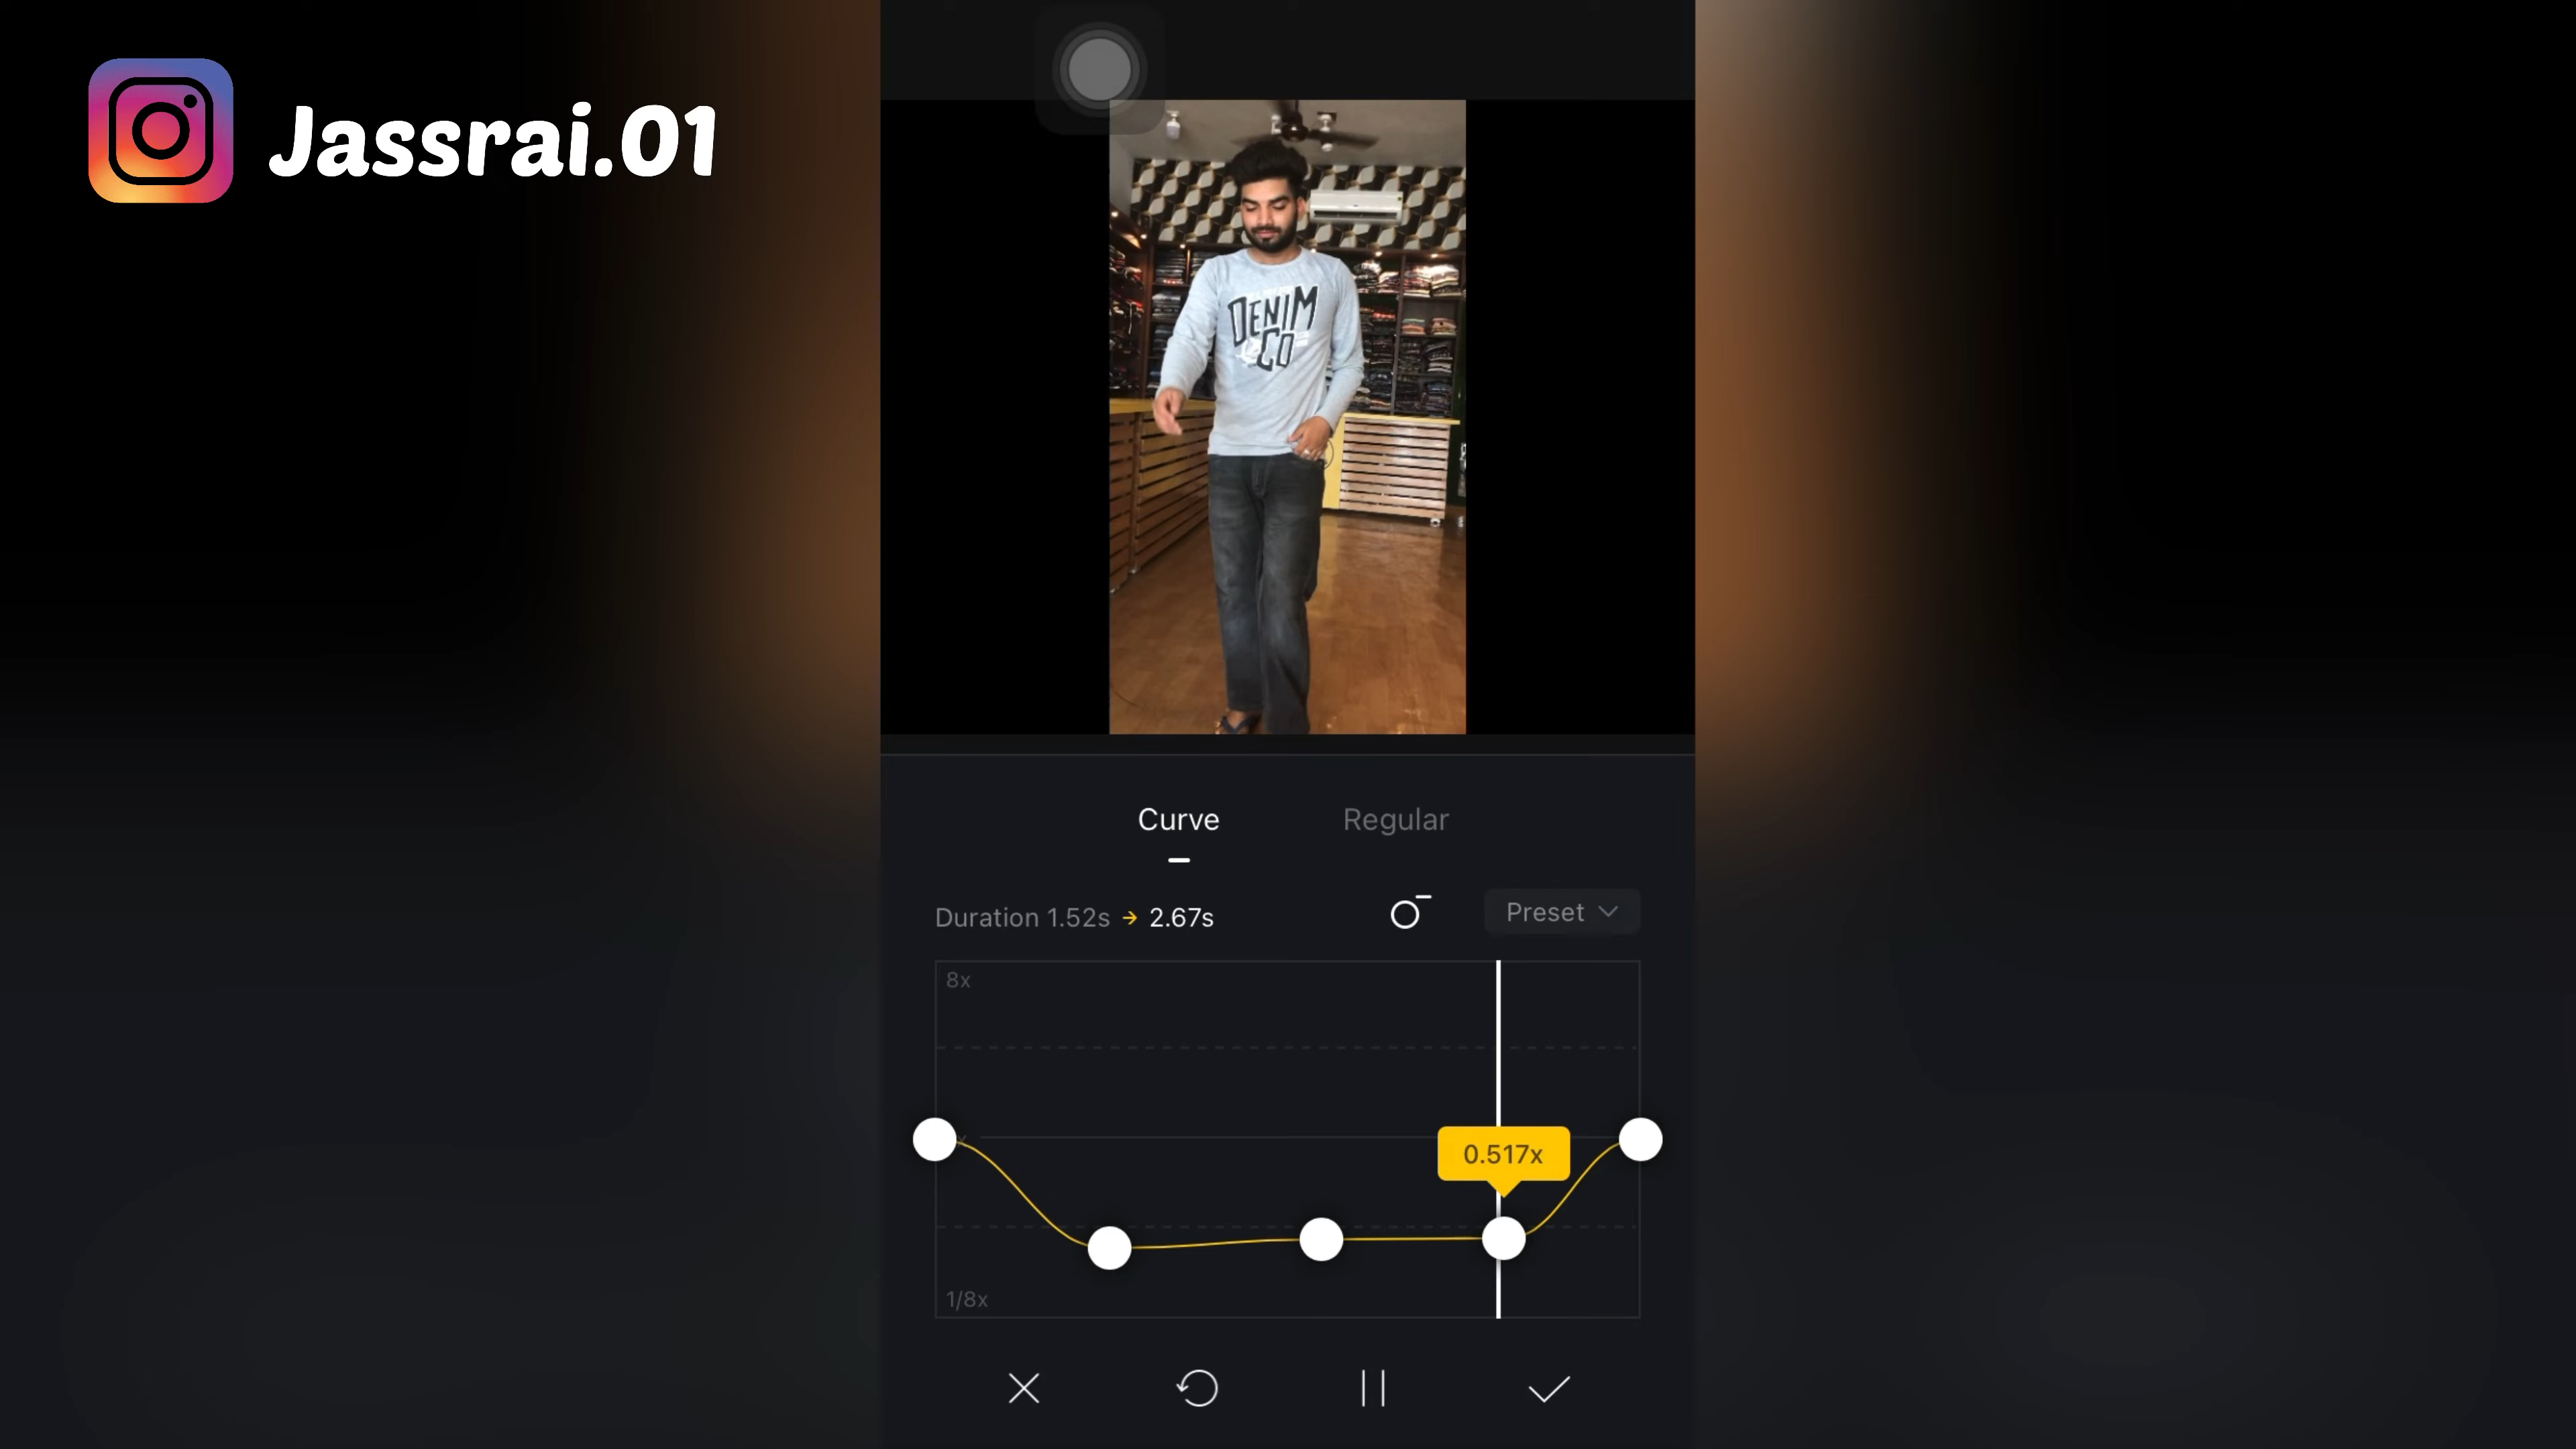 Jassrai.01
DENIM
CO
Curve
Regular
Duration 1.52s → 2.67s
Preset
8x
0.517x
1/8x